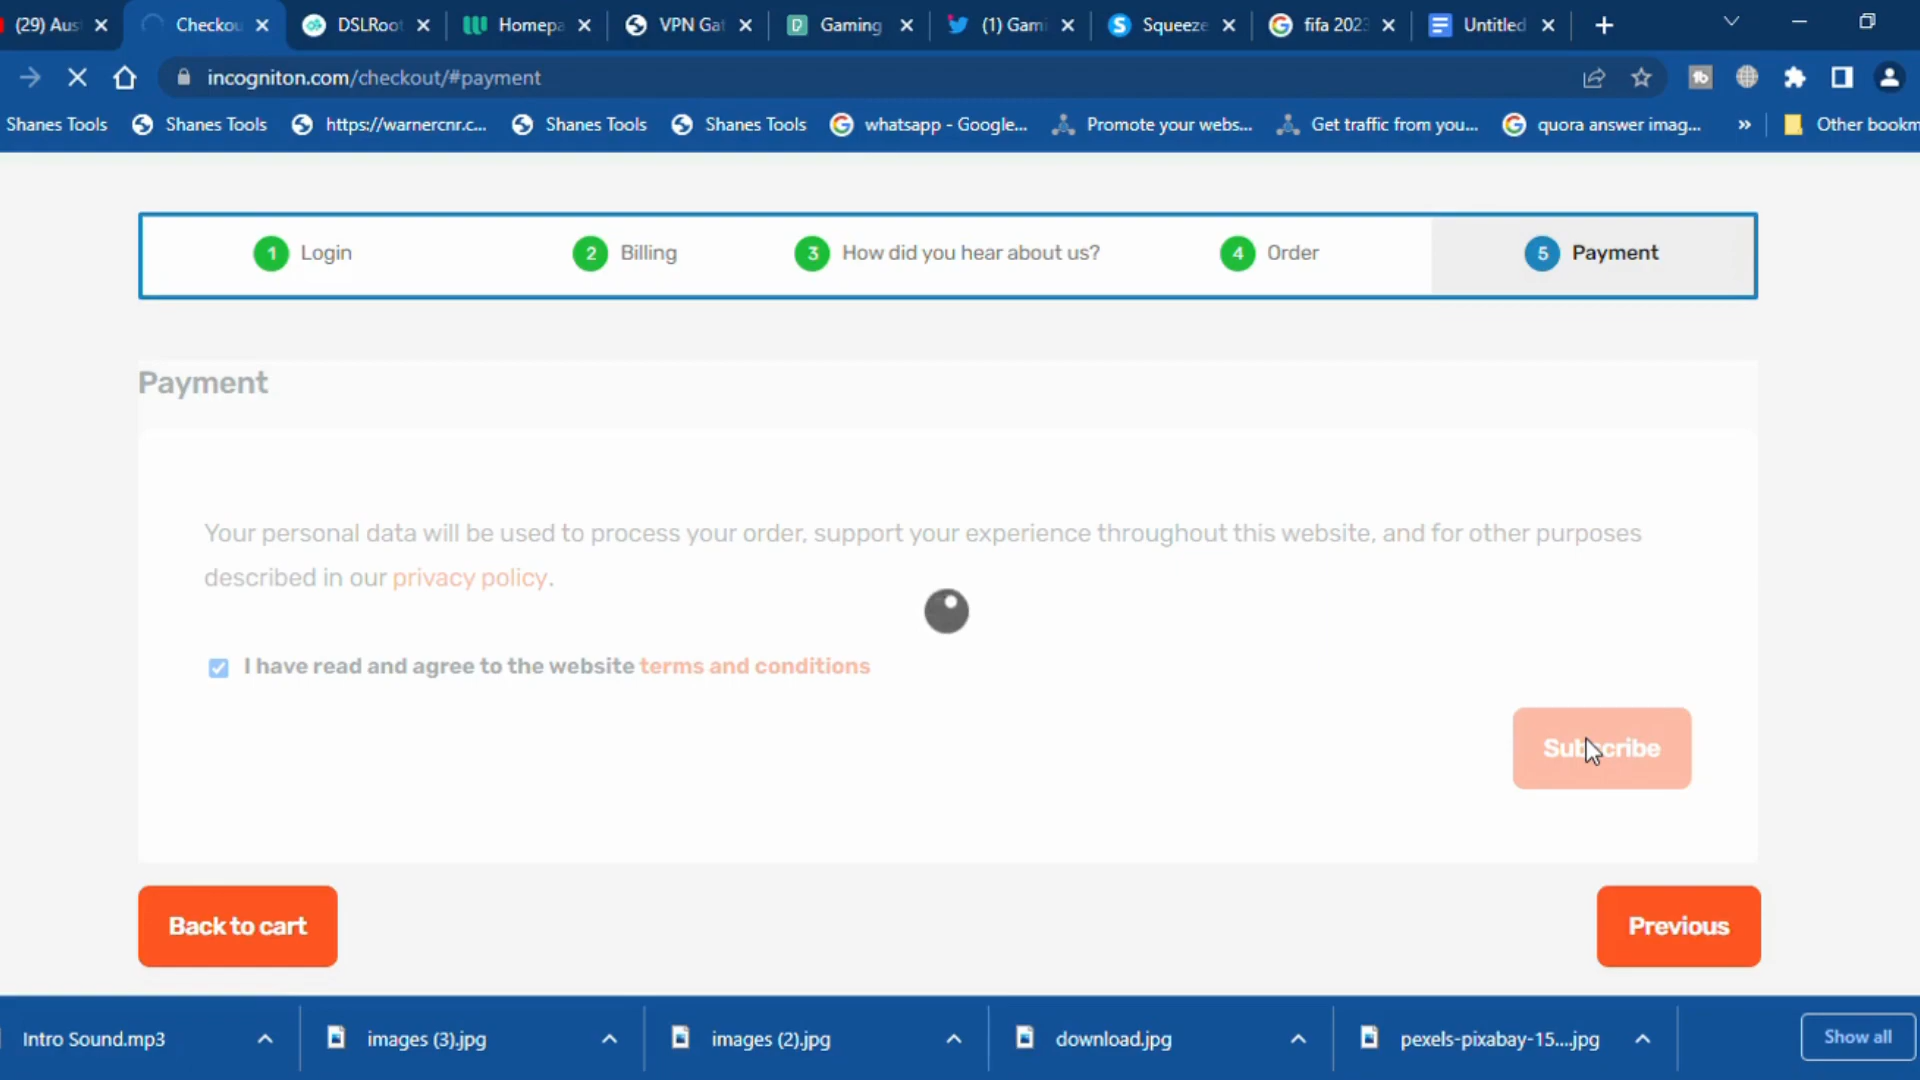 (29) Aus
Checkou
DSLRoot
Homepa
VPN Gat
Gaming
(1) Gami
Squeeze
fifa 2023
Untitled
incogniton.com/checkout/#payment
Shanes Tools
Shanes Tools
https://warnercnr.c...
Shanes Tools
Shanes Tools
whatsapp - Google...
Promote your webs...
Get traffic from you...
quora answer imag...
»
Other bookm
1 Login
2 Billing
3 How did you hear about us?
4 Order
5 Payment
Payment
Your personal data will be used to process your order, support your experience throughout this website, and for other purposes
described in our privacy policy.
I have read and agree to the website terms and conditions
Subscribe
Back to cart
Previous
Intro Sound.mp3
images (3).jpg
images (2).jpg
download.jpg
pexels-pixabay-15....jpg
Show all